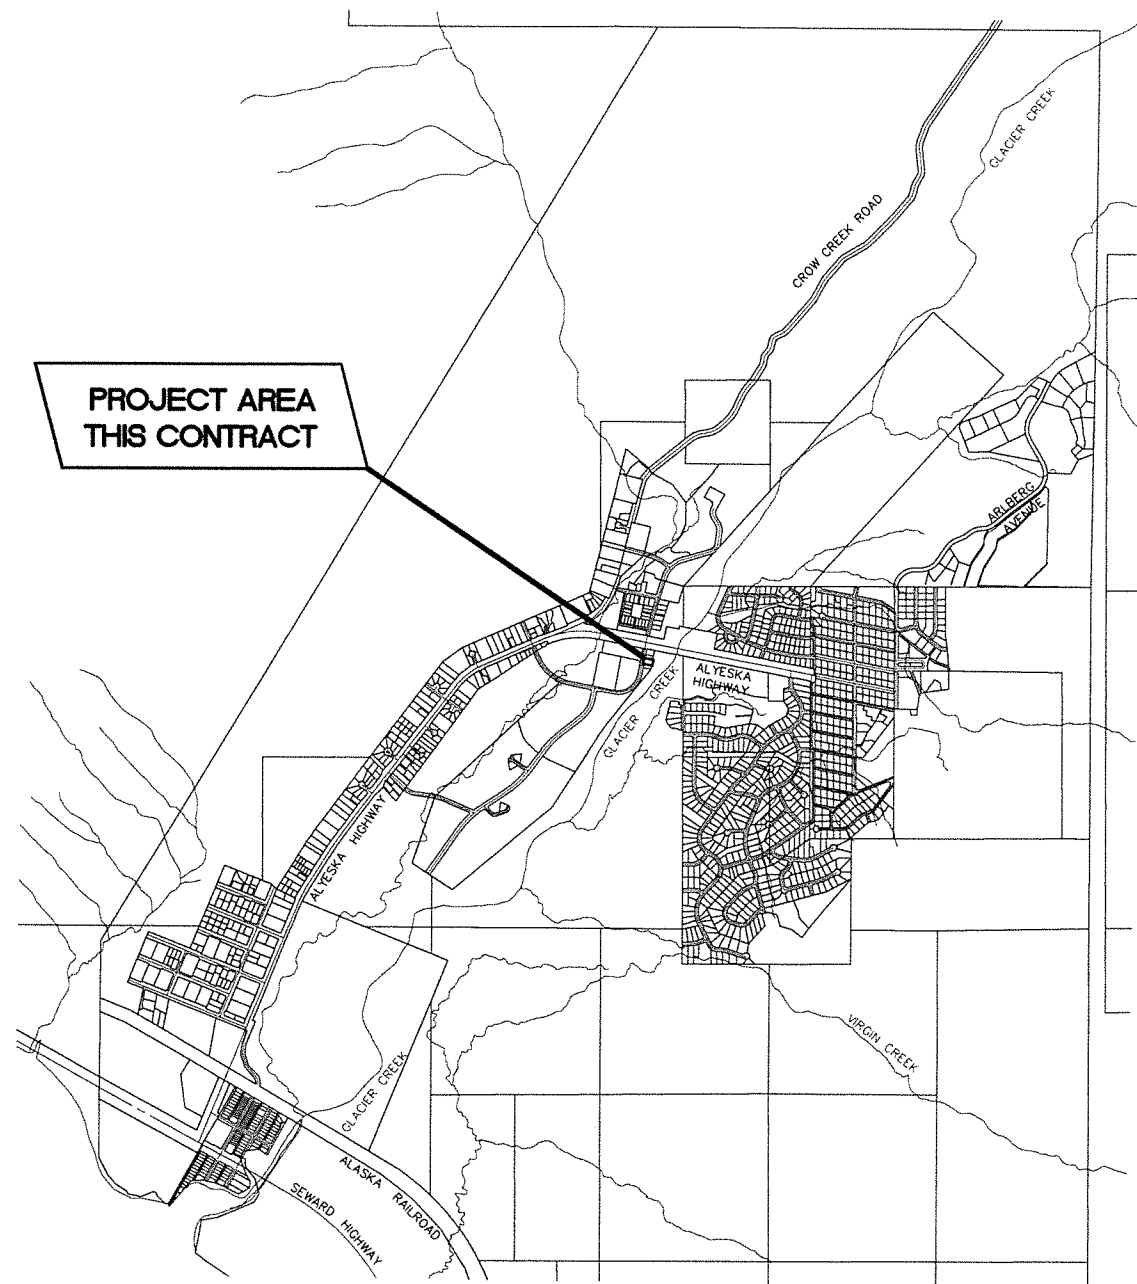 GLACIER CREEK
CROW CREEK ROAD
PROJECT AREA
THIS CONTRACT
ARLBERG
AVENUE
ALYESKA
HIGHWAY
GLACIER CREEK
ALYESKA HIGHWAY
VIRGIN CREEK
GLACIER CREEK
ALASKA RAILROAD
SEWARD HIGHWAY